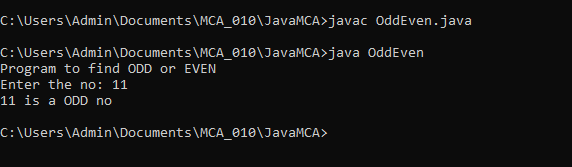 C:\Users\Admin\Documents\MCA_010\JavaMCA>javac OddEven.java
C:\Users\Admin\Documents\MCA_010\JavaMCA>java OddEven
Program to find ODD or EVEN
Enter the no: 11
11 is a ODD no
C:\Users\Admin\Documents\MCA_010\JavaMCA>